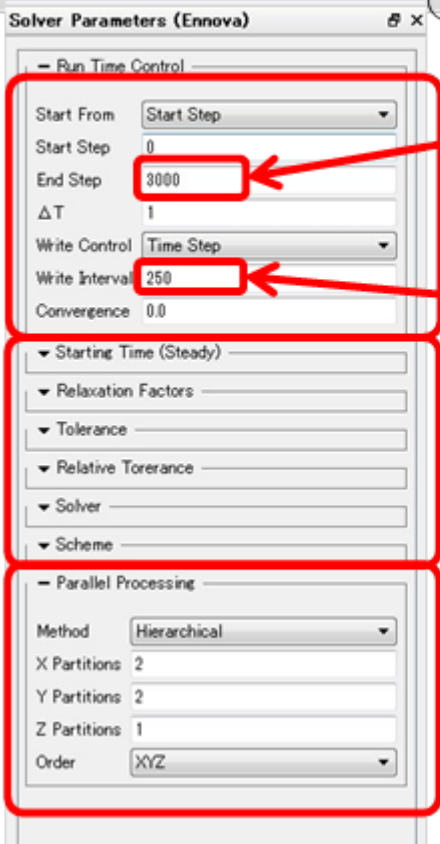 Solver Parameters (Ennova)
Run Time Control
Start From Start Step
Start Step 0
End Step 3000
ΔT 1
Write Control Time Step
Write Interval 250
Convergence 0.0
Starting Time (Steady)
Relaxation Factors
Tolerance
Relative Torerance
Solver
Scheme
Parallel Processing
Method Hierarchical
X Partitions 2
Y Partitions 2
Z Partitions 1
Order XYZ